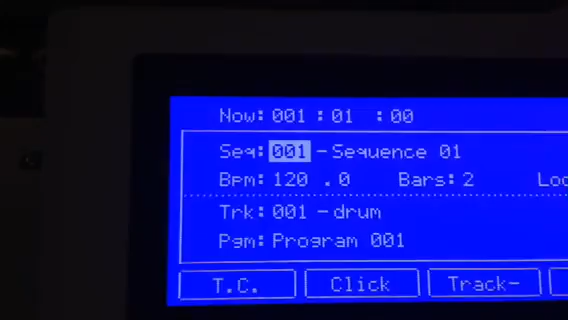 Now: 001 : 01 : 00
Seq: 001 - Sequence 01
Bpm: 120 . 0 Bars: 2
Trk: 001 - drum
Pgm: Program 001
T.C. Click Track-